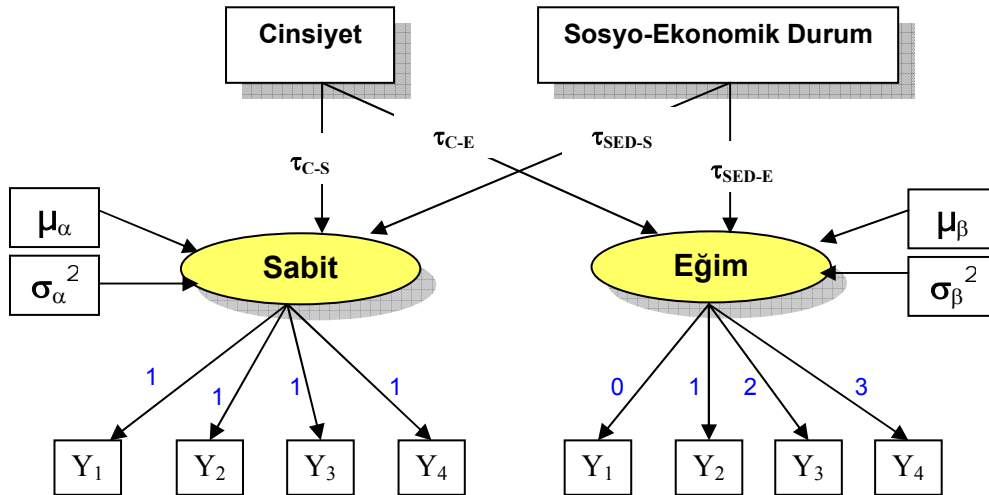 Cinsiyet
Sosyo-Ekonomik Durum
τC-E
τSED-S
τC-S
τSED-E
μα
σα²
Sabit
Eğim
μβ
σβ²
1
1
1
1
0
1
2
3
Y₁
Y₂
Y₃
Y₄
Y₁
Y₂
Y₃
Y₄